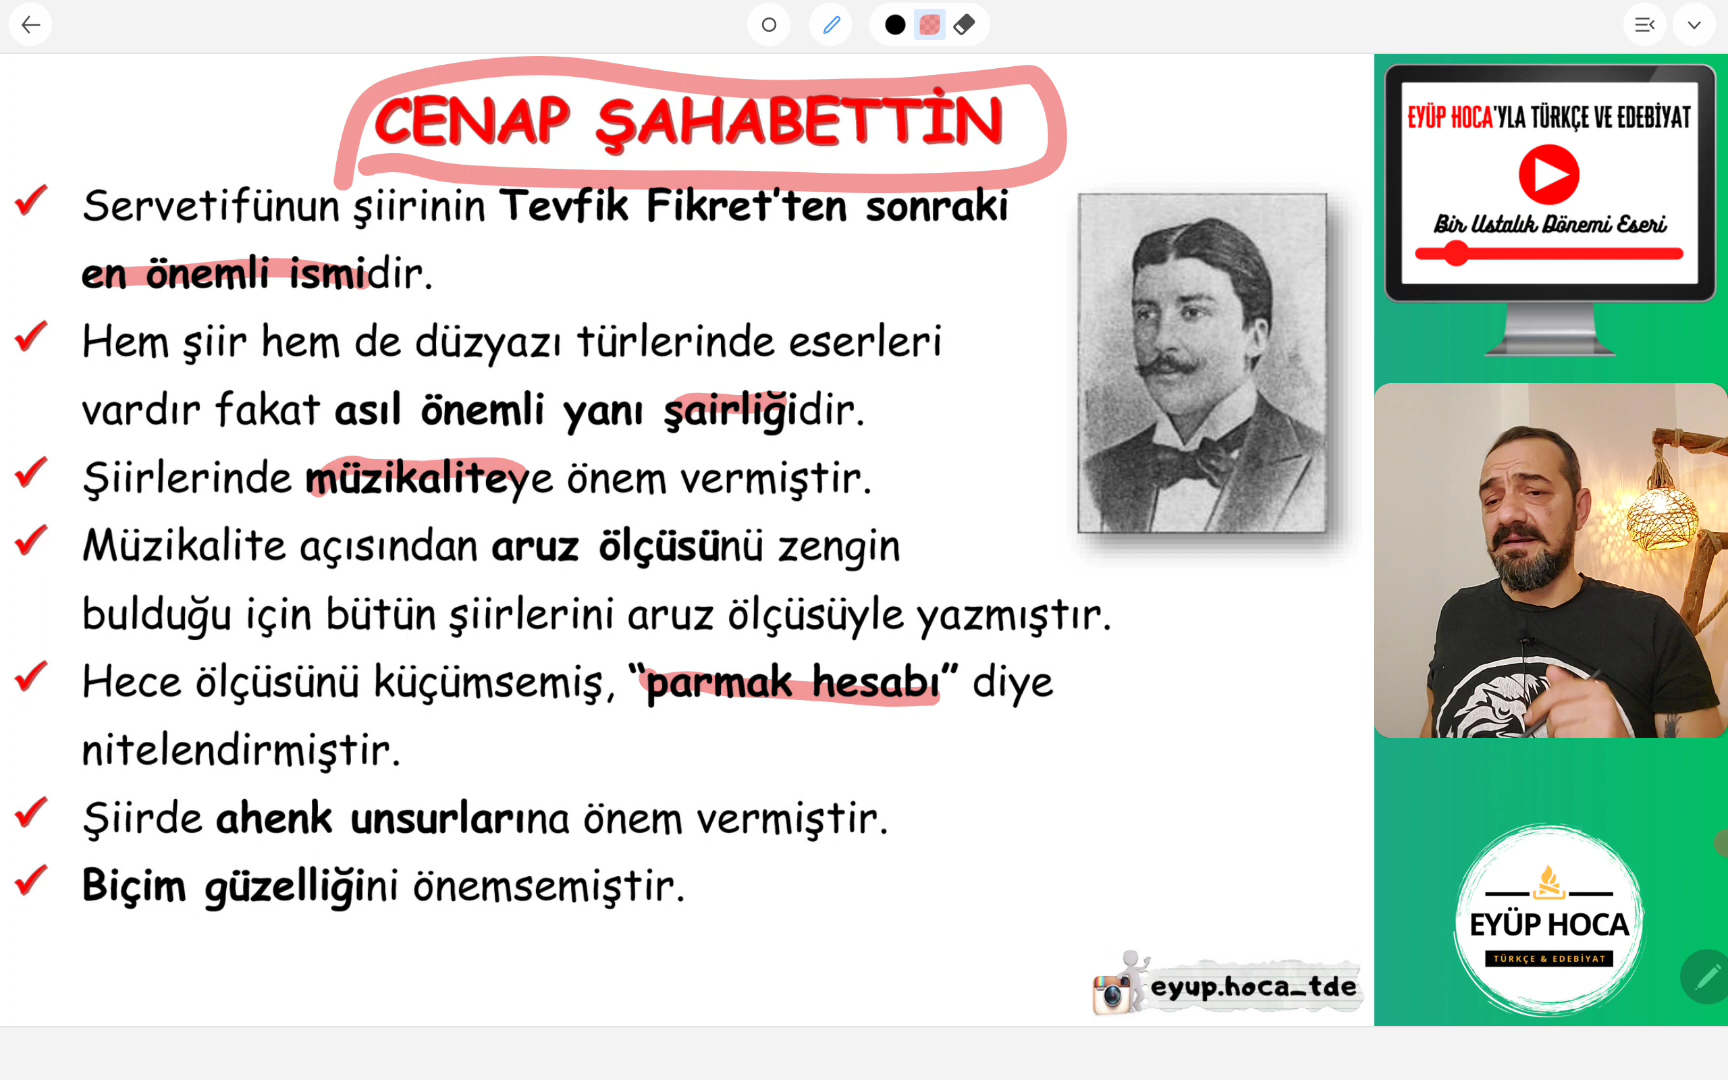 CENAP ŞAHABETTİN
Servetifünun şiirinin Tevfik Fikret'ten sonraki
en önemli ismidir.
Hem şiir hem de düzyazı türlerinde eserleri
vardır fakat asıl önemli yanı şairliğidir.
Şiirlerinde müzikaliteye önem vermiştir.
Müzikalite açısından aruz ölçüsünü zengin
bulduğu için bütün şiirlerini aruz ölçüsüyle yazmıştır.
Hece ölçüsünü küçümsemiş, “parmak hesabı” diye
nitelendirmiştir.
Şiirde ahenk unsurlarına önem vermiştir.
Biçim güzelliğini önemsemiştir.
eyup.hoca_tde
EYÜP HOCA'YLA TÜRKÇE VE EDEBİYAT
Bir Ustalık Dönemi Eseri
EYÜP HOCA
TÜRKÇE & EDEBİYAT